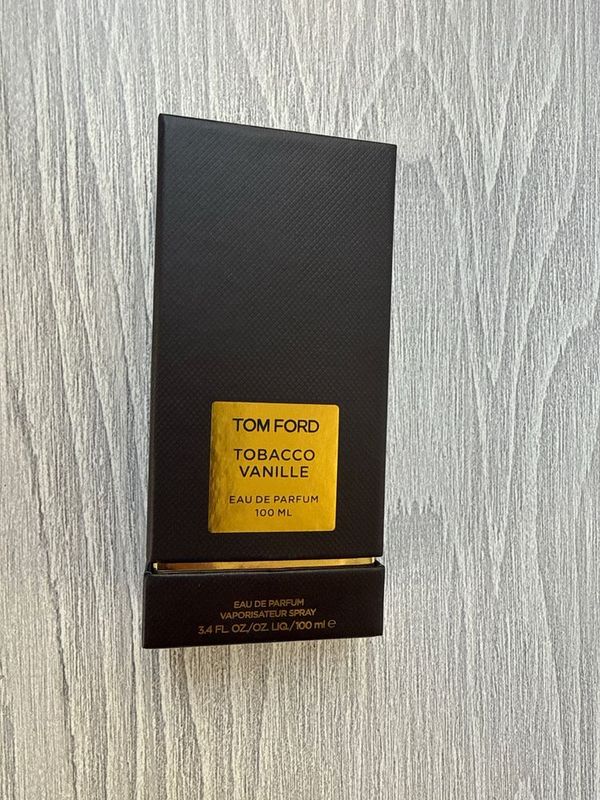 TOM FORD
TOBACCO
VANILLE
EAU DE PARFUM
100 ML
EAU DE PARFUM
VAPORISATEUR SPRAY
3.4 FL. OZ./OZ. LIQ./100 ml ℮